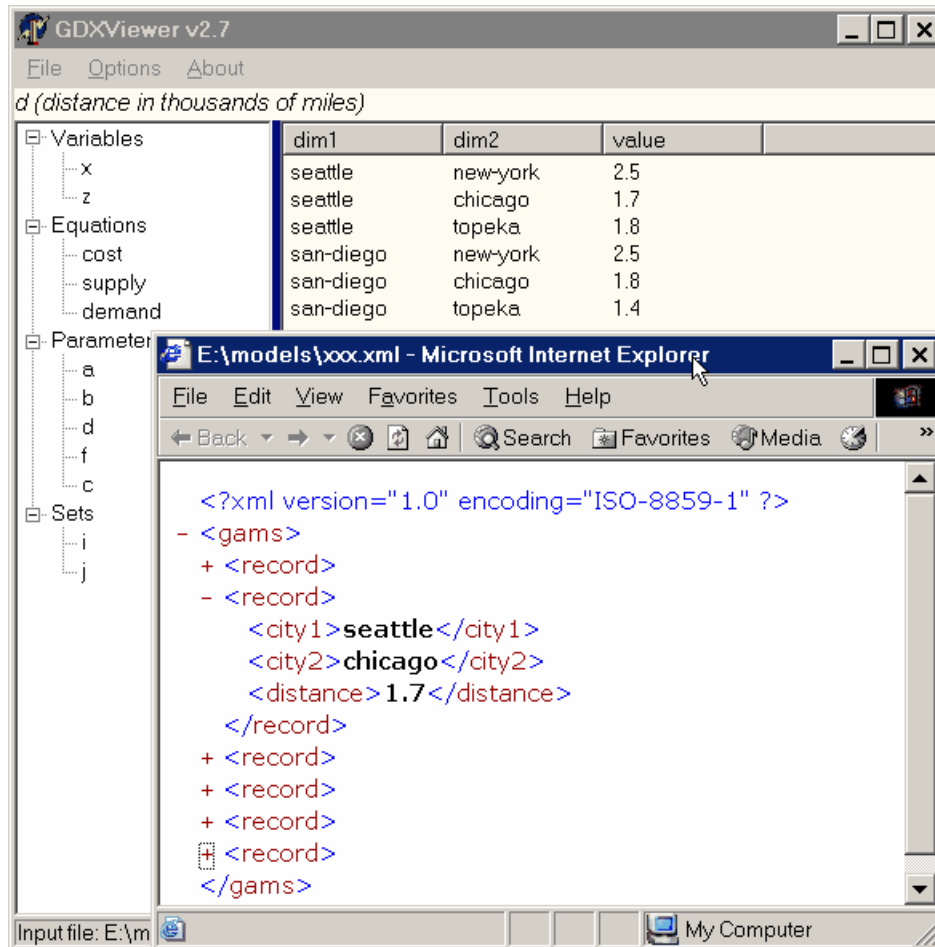 GDXViewer v2.7
File Options About
d (distance in thousands of miles)
Variables
x
z
Equations
cost
supply
demand
Parameter
a
b
d
f
c
Sets
i
j
dim1 dim2 value
seattle new-york 2.5
seattle chicago 1.7
seattle topeka 1.8
san-diego new-york 2.5
san-diego chicago 1.8
san-diego topeka 1.4
E:\models\xxx.xml - Microsoft Internet Explorer
File Edit View Favorites Tools Help
Back Search Favorites Media »
<?xml version="1.0" encoding="ISO-8859-1" ?>
- <gams>
+ <record>
- <record>
<city1>seattle</city1>
<city2>chicago</city2>
<distance>1.7</distance>
</record>
+ <record>
+ <record>
+ <record>
+ <record>
</gams>
My Computer
Input file: E:\m